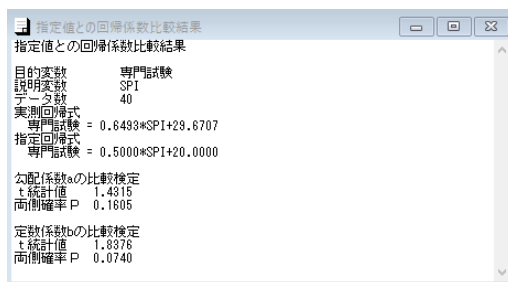 指定値との回帰係数比較結果
指定値との回帰係数比較結果
目的変数 専門試験
説明変数 SPI
データ数 40
実測回帰式
専門試験 = 0.6493*SPI+29.6707
指定回帰式
専門試験 = 0.5000*SPI+20.0000
勾配係数aの比較検定
t 統計値 1.4315
両側確率P 0.1605
定数係数bの比較検定
t 統計値 1.8376
両側確率P 0.0740